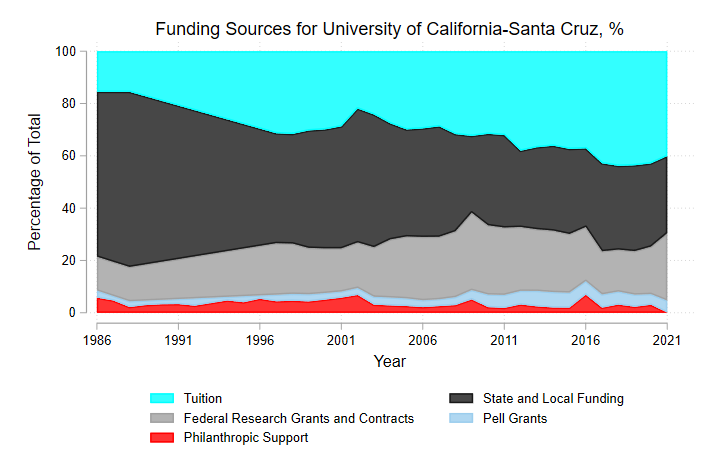 Funding Sources for University of California-Santa Cruz, %
Percentage of Total
100
80
60
40
20
0
1986 1991 1996 2001 2006 2011 2016 2021
Year
Tuition State and Local Funding
Federal Research Grants and Contracts Pell Grants
Philanthropic Support